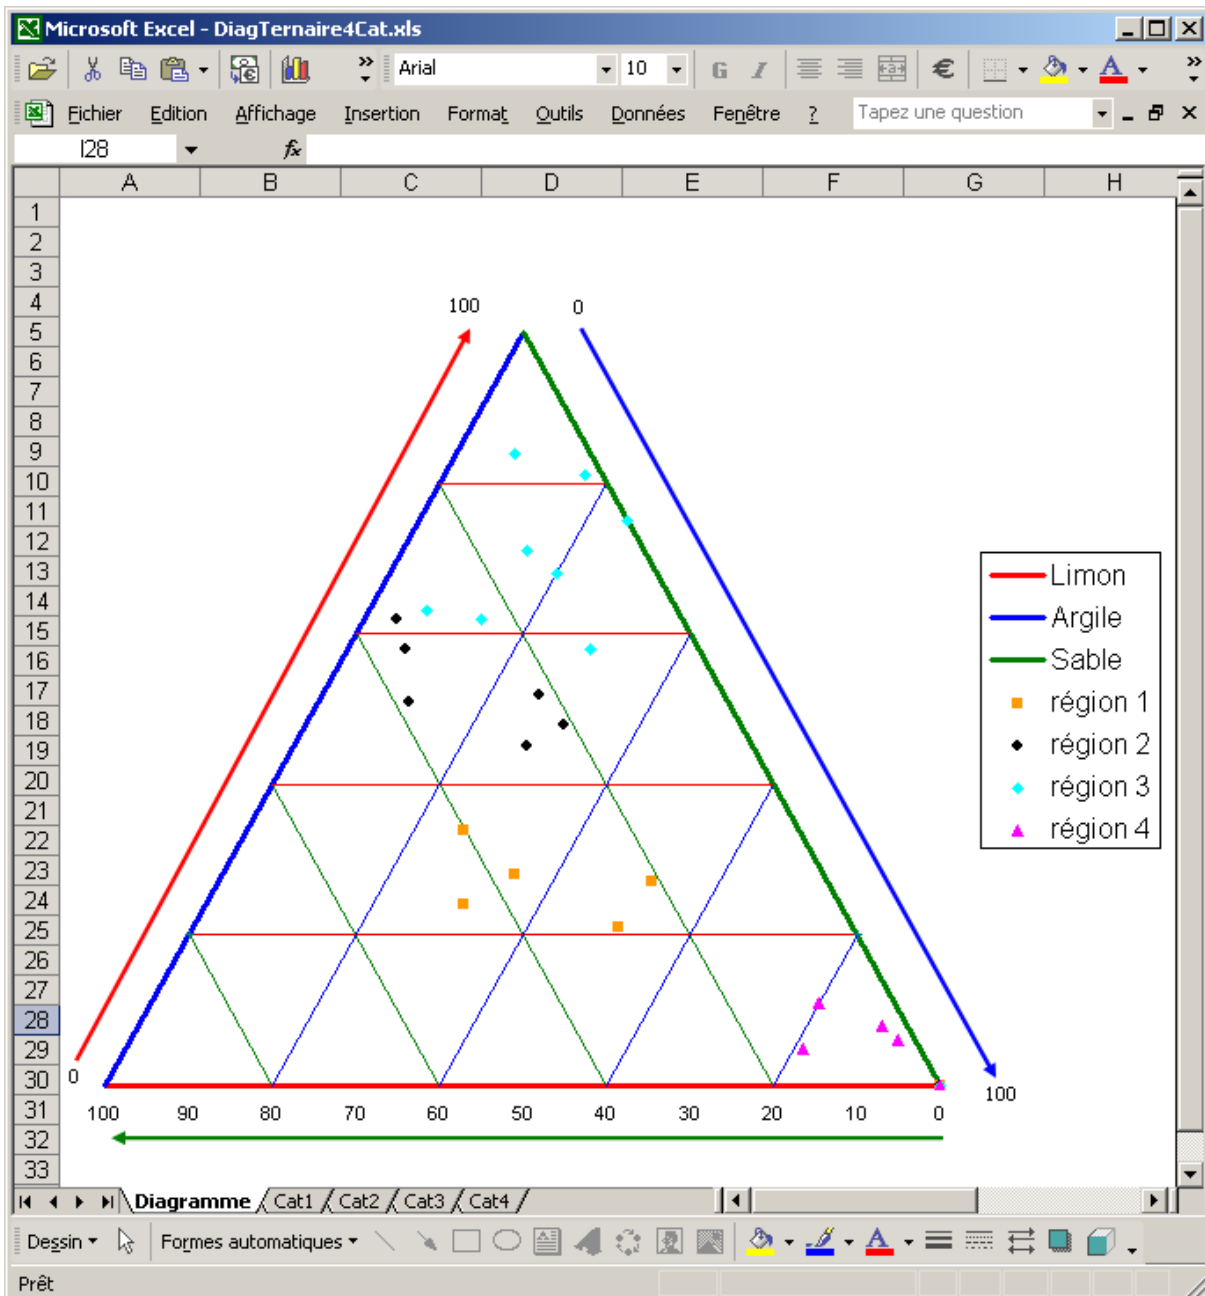 Microsoft Excel - DiagTernaire4Cat.xls
Arial 10 G I €
Fichier Edition Affichage Insertion Format Outils Données Fenêtre ? Tapez une question
I28 fx
A B C D E F G H
1
2
3
4
5
6
7
8
9
10
11
12
13
14
15
16
17
18
19
20
21
22
23
24
25
26
27
28
29
30
31
32
33
100 0
Limon
Argile
Sable
région 1
région 2
région 3
région 4
0 100
100 90 80 70 60 50 40 30 20 10 0
Diagramme Cat1 Cat2 Cat3 Cat4
Dessin Formes automatiques A
Prêt